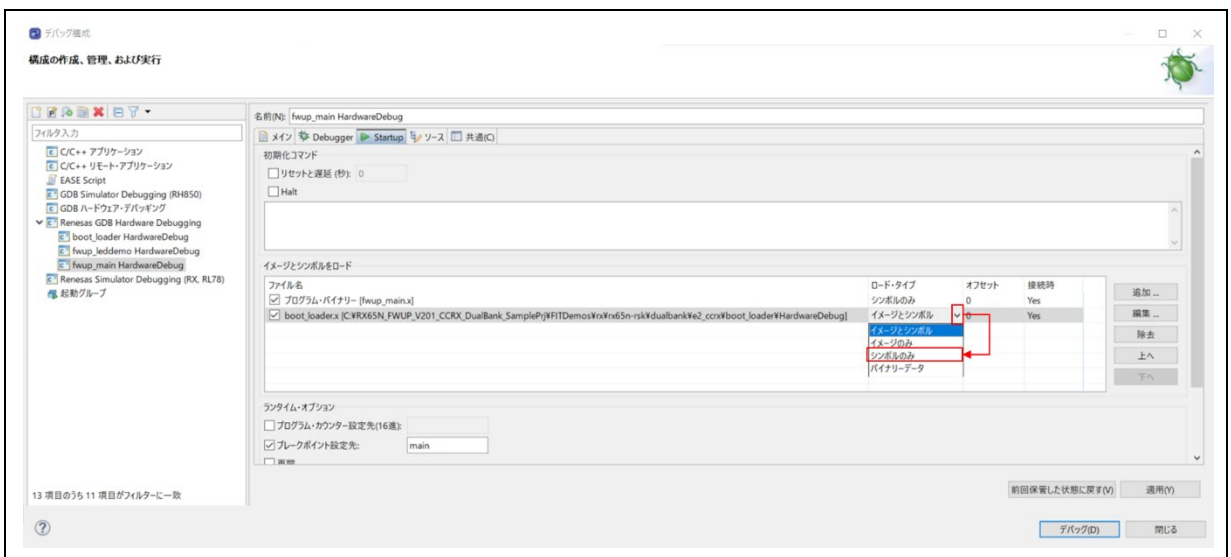 デバッグ構成
構成の作成、管理、および実行
フィルタ入力
C/C++ アプリケーション
C/C++ リモート・アプリケーション
EASE Script
GDB Simulator Debugging (RH850)
GDB ハードウェア・デバッギング
Renesas GDB Hardware Debugging
boot_loader HardwareDebug
fwup_leddemo HardwareDebug
fwup_main HardwareDebug
Renesas Simulator Debugging (RX, RL78)
起動グループ
13 項目のうち 11 項目がフィルターに一致
名前(N): fwup_main HardwareDebug
メイン Debugger Startup ソース 共通(C)
初期化コマンド
リセットと遅延 (秒): 0
Halt
イメージとシンボルをロード
ファイル名 ロード・タイプ オフセット 接続時
プログラム・バイナリー [fwup_main.x] シンボルのみ 0 Yes
boot_loader.x [C:¥RX65N_FWUP_V201_CCRX_DualBank_SamplePrj¥FITDemos¥rx¥rx65n-rsk¥dualbank¥e2_ccrx¥boot_loader¥HardwareDebug] イメージとシンボル 0 Yes
イメージとシンボル
イメージのみ
シンボルのみ
バイナリーデータ
追加 ...
編集 ...
除去
上へ
下へ
ランタイム・オプション
プログラム・カウンター設定先(16進):
ブレークポイント設定先: main
再開
前回保管した状態に戻す(V) 適用(Y)
デバッグ(D) 閉じる